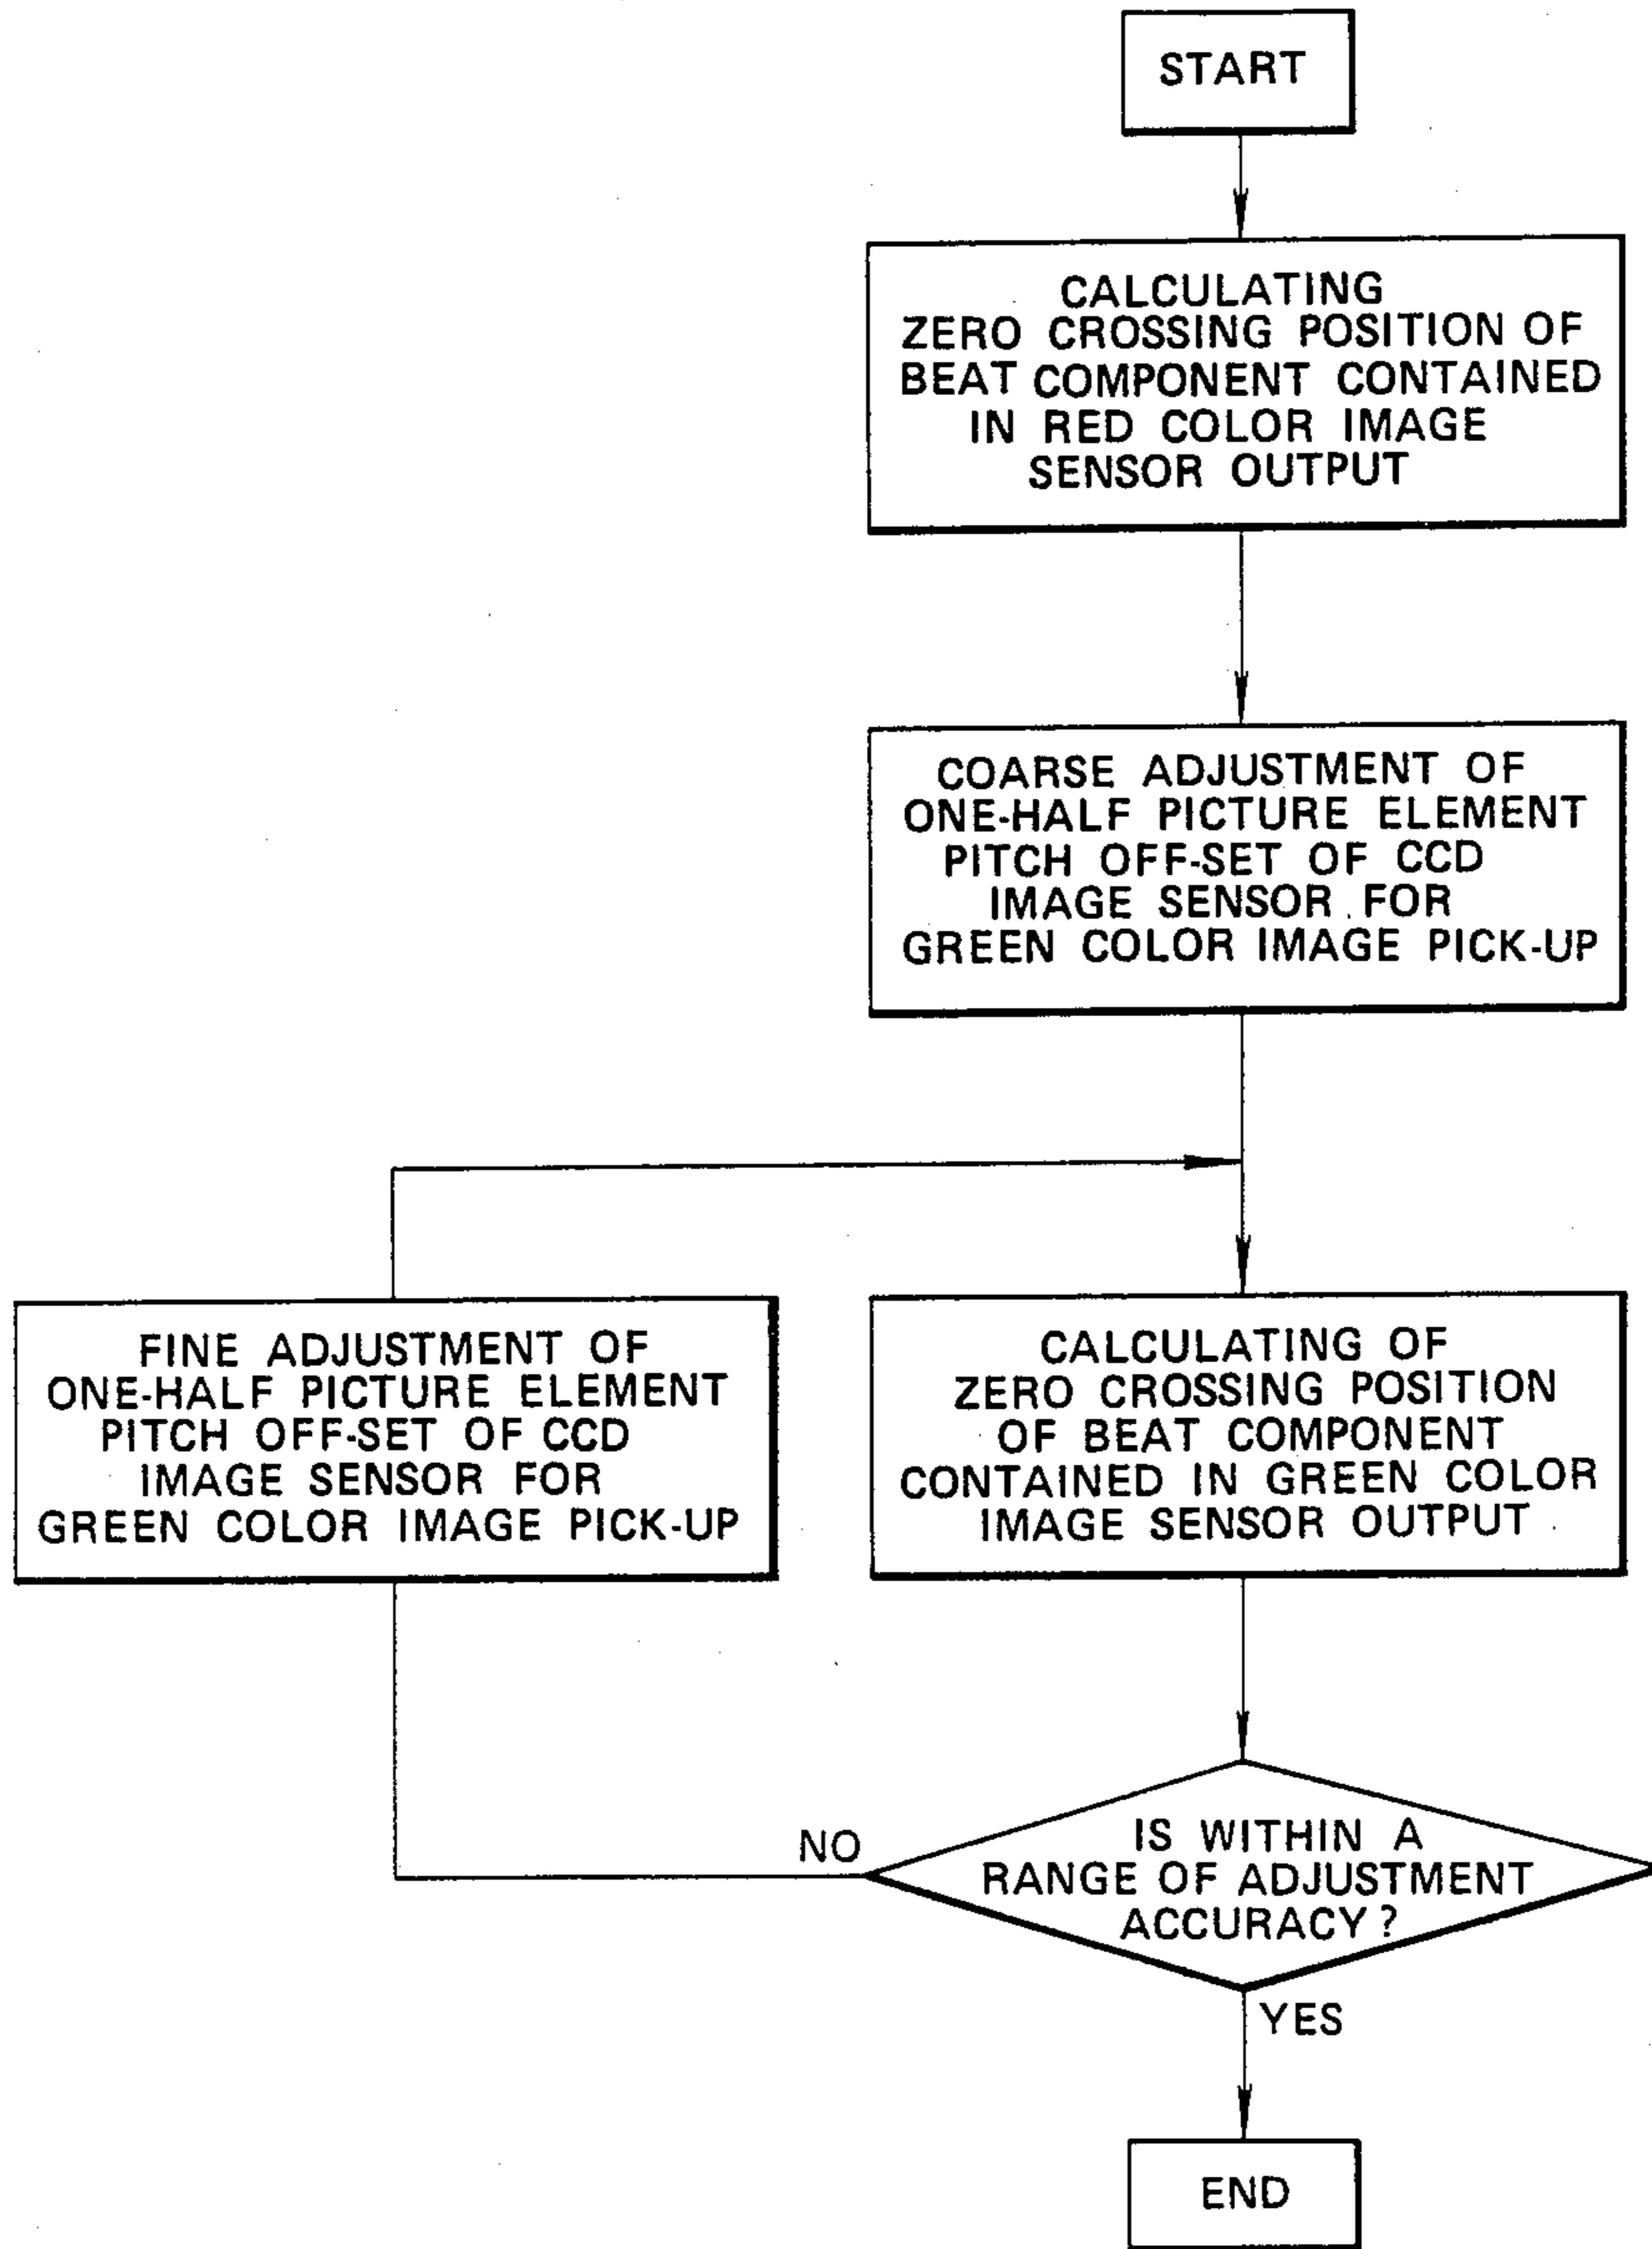 START
CALCULATING
ZERO CROSSING POSITION OF
BEAT COMPONENT CONTAINED
IN RED COLOR IMAGE
SENSOR OUTPUT
COARSE ADJUSTMENT OF
ONE-HALF PICTURE ELEMENT
PITCH OFF-SET OF CCD
IMAGE SENSOR FOR
GREEN COLOR IMAGE PICK-UP
FINE ADJUSTMENT OF
ONE-HALF PICTURE ELEMENT
PITCH OFF-SET OF CCD
IMAGE SENSOR FOR
GREEN COLOR IMAGE PICK-UP
CALCULATING OF
ZERO CROSSING POSITION
OF BEAT COMPONENT
CONTAINED IN GREEN COLOR
IMAGE SENSOR OUTPUT
NO
IS WITHIN A
RANGE OF ADJUSTMENT
ACCURACY?
YES
END